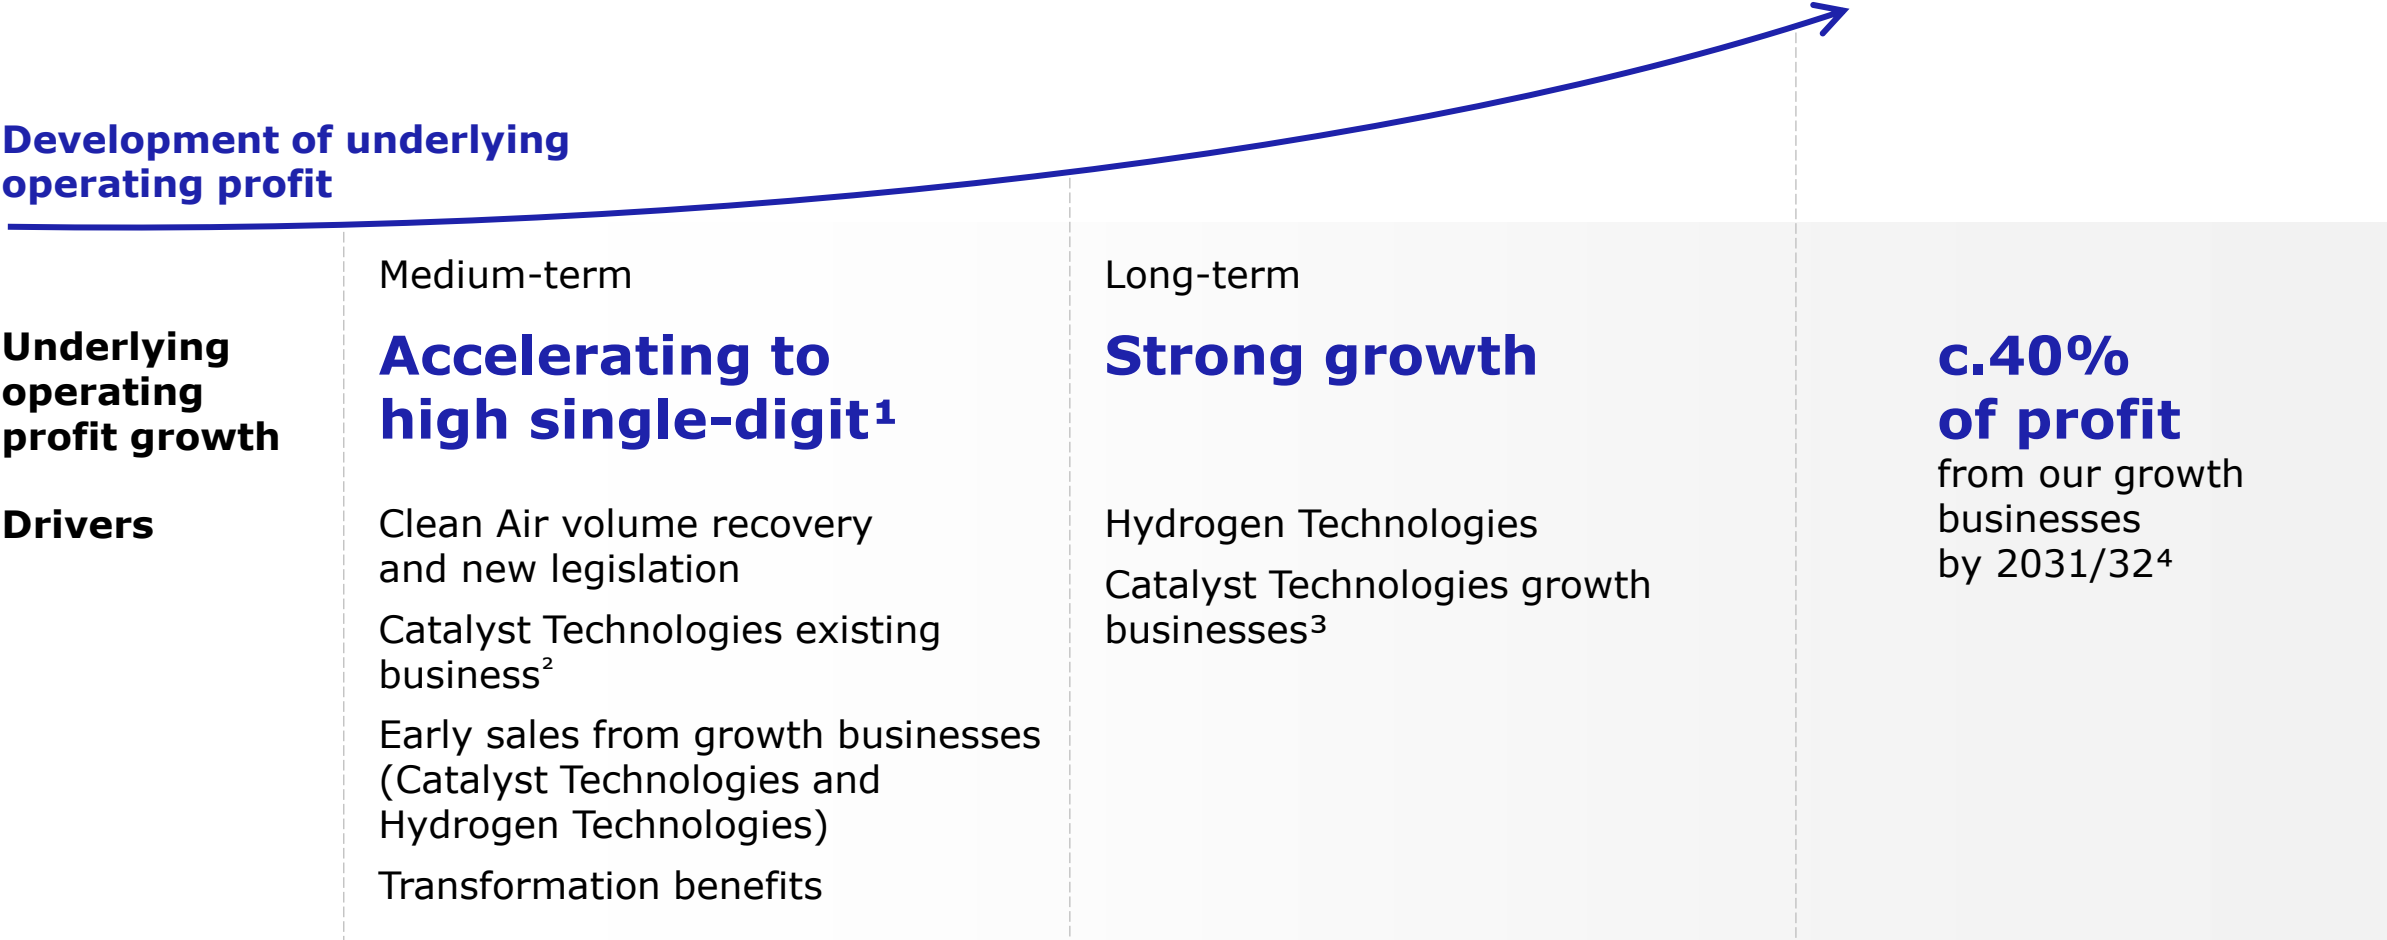 Development of underlying
operating profit
Medium-term
Long-term
Underlying
operating
profit growth
Accelerating to
high single-digit¹
Strong growth
c.40%
of profit
from our growth
businesses
by 2031/32⁴
Drivers
Clean Air volume recovery
and new legislation
Catalyst Technologies existing
business²
Early sales from growth businesses
(Catalyst Technologies and
Hydrogen Technologies)
Transformation benefits
Hydrogen Technologies
Catalyst Technologies growth
businesses³